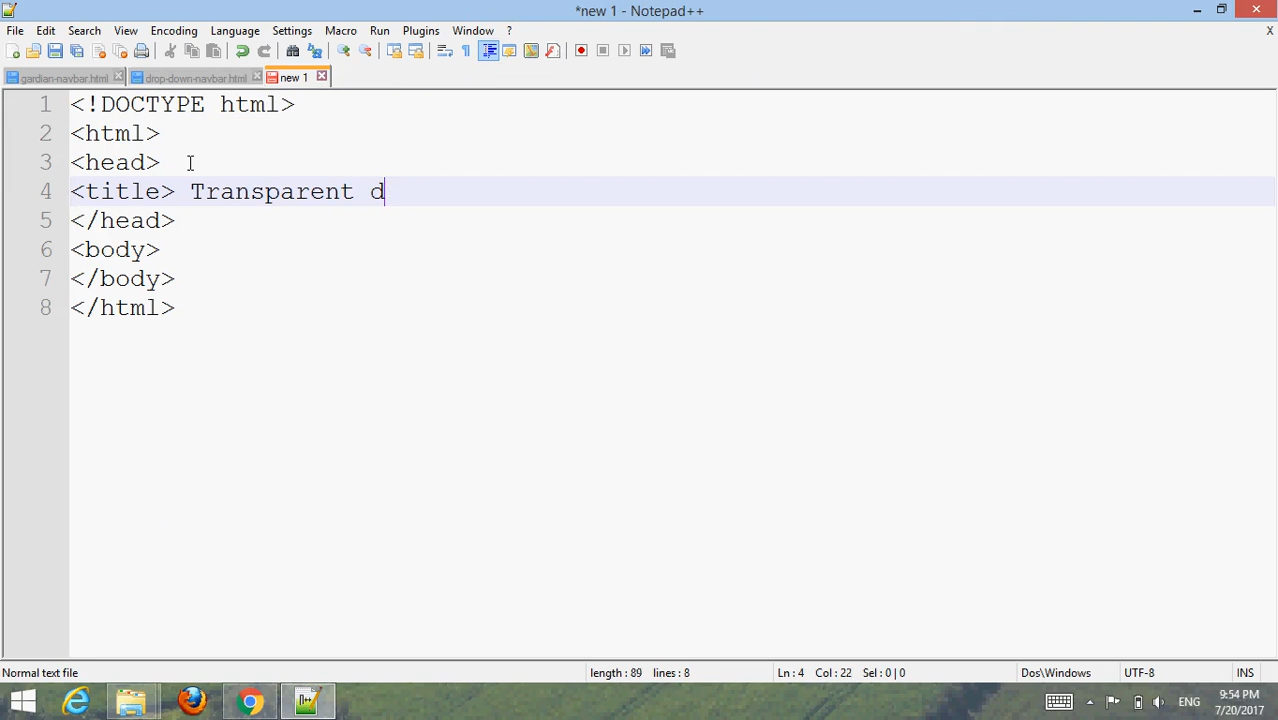 *new 1 - Notepad++
File Edit Search View Encoding Language Settings Macro Run Plugins Window ? X
gardian-navbar.html drop-down-navbar.html new 1
1 <!DOCTYPE html>
2 <html>
3 <head>
4 <title> Transparent d
5 </head>
6 <body>
7 </body>
8 </html>
Normal text file length : 89 lines : 8 Ln : 4 Col : 22 Sel : 0 | 0 Dos\Windows UTF-8 INS
ENG 9:54 PM
7/20/2017